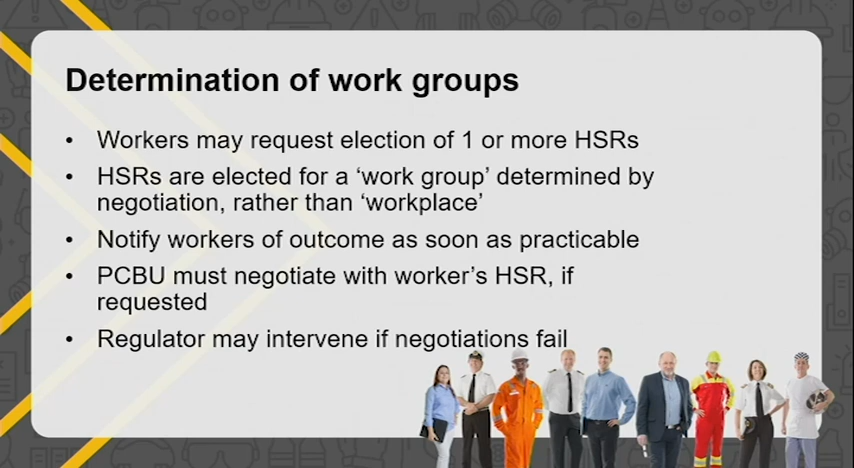 Determination of work groups
• Workers may request election of 1 or more HSRs
• HSRs are elected for a ‘work group’ determined by
negotiation, rather than ‘workplace’
• Notify workers of outcome as soon as practicable
• PCBU must negotiate with worker’s HSR, if
requested
• Regulator may intervene if negotiations fail